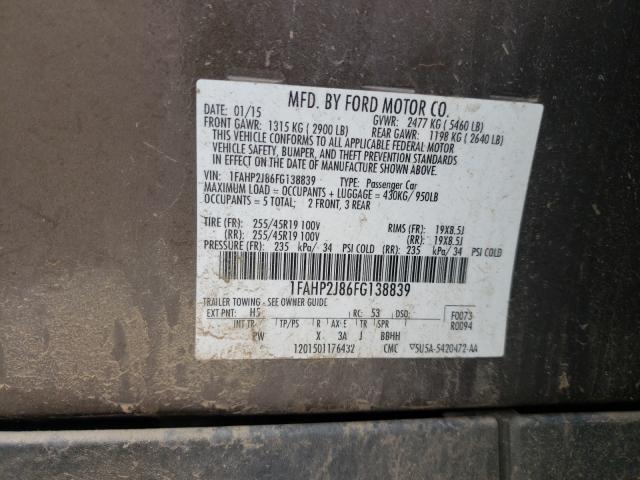 MFD. BY FORD MOTOR CO.
DATE: 01/15 GVWR: 2477 KG ( 5460 LB)
FRONT GAWR: 1315 KG ( 2900 LB) REAR GAWR: 1198 KG ( 2640 LB)
THIS VEHICLE CONFORMS TO ALL APPLICABLE FEDERAL MOTOR
VEHICLE SAFETY, BUMPER, AND THEFT PREVENTION STANDARDS
IN EFFECT ON THE DATE OF MANUFACTURE SHOWN ABOVE.
VIN: 1FAHP2J86FG138839 TYPE: Passenger Car
MAXIMUM LOAD = OCCUPANTS + LUGGAGE = 430KG/ 950LB
OCCUPANTS = 5 TOTAL: 2 FRONT, 3 REAR
TIRE (FR): 255/45R19 100V RIMS (FR): 19X8.5J
(RR): 255/45R19 100V (RR): 19X8.5J
PRESSURE (FR): 235 kPa/ 34 PSI COLD (RR): 235 kPa/ 34 PSI COLD
1FAHP2J86FG138839
TRAILER TOWING - SEE OWNER GUIDE
EXT PNT: H5 RC: 53 DSO: F0073
R0094
INT TR TP/PS R AXLE TR SPR
PW X 3A J BBHH
1201501176432 CMC 5U5A-5420472-AA